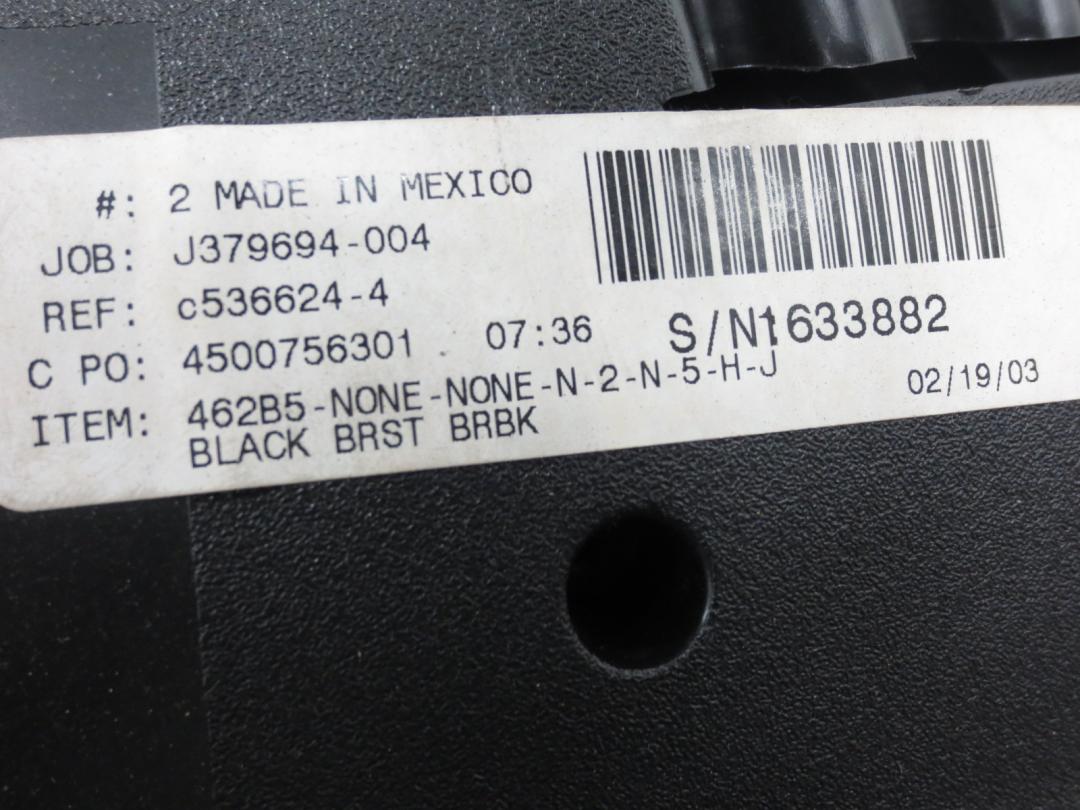 #: 2 MADE IN MEXICO
JOB: J379694-004
REF: c536624-4
C PO: 4500756301 07:36 S/N1633882
ITEM: 462B5-NONE-NONE-N-2-N-5-H-J 02/19/03
BLACK BRST BRBK